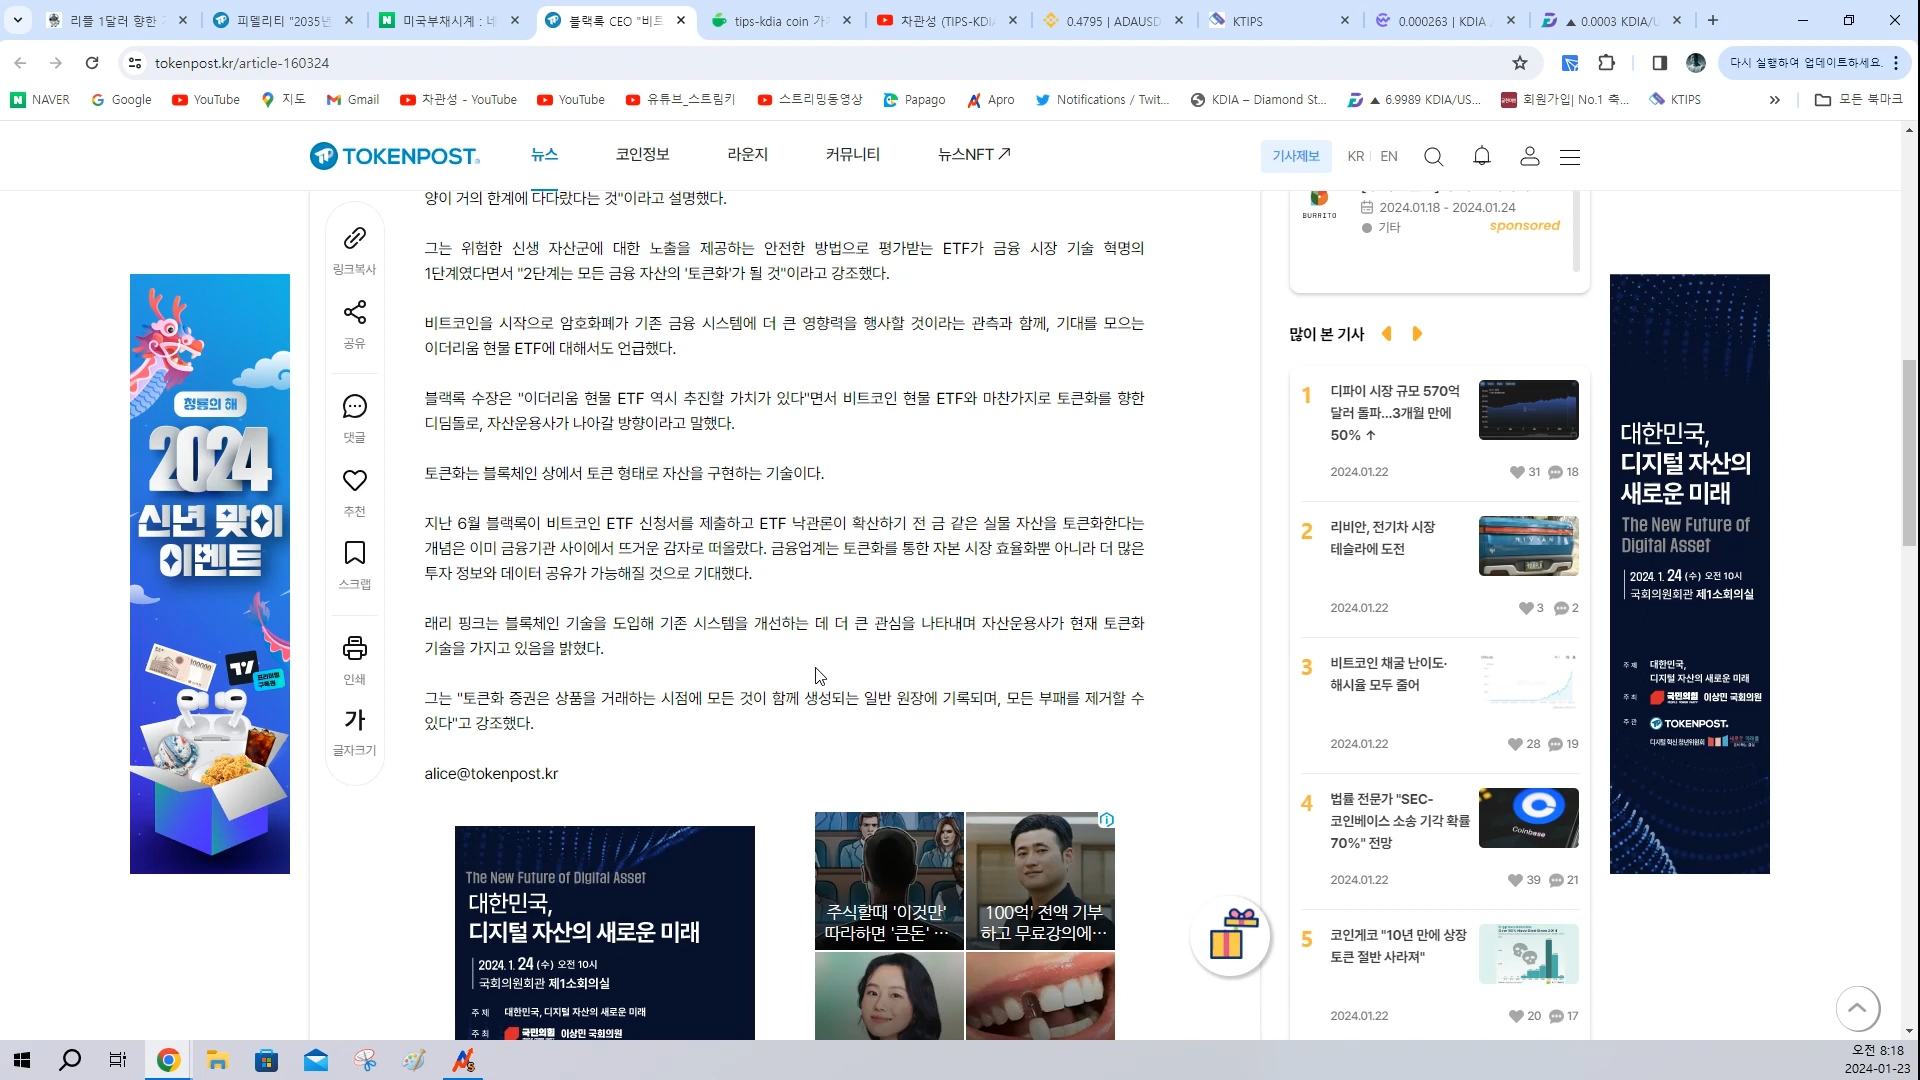 리플 1달러 향한
피델리티 "2035년
미국부채시계 : 네
블랙록 CEO "비트
tips-kdia coin 가
차관성 (TIPS-KDIA
0.4795 | ADAUSD
KTIPS
0.000263 | KDIA
▲ 0.0003 KDIA/U
tokenpost.kr/article-160324
다시 실행하여 업데이트하세요.
NAVER
Google
YouTube
지도
Gmail
차관성 - YouTube
YouTube
유튜브_스트림키
스트리밍동영상
Papago
Apro
Notifications / Twit...
KDIA – Diamond St...
▲ 6.9989 KDIA/US...
회원가입| No.1 축...
KTIPS
모든 북마크
TOKENPOST.
뉴스
코인정보
라운지
커뮤니티
뉴스NFT
기사제보
KR
EN
양이 거의 한계에 다다랐다는 것"이라고 설명했다.
그는 위험한 신생 자산군에 대한 노출을 제공하는 안전한 방법으로 평가받는 ETF가 금융 시장 기술 혁명의
1단계였다면서 "2단계는 모든 금융 자산의 '토큰화'가 될 것"이라고 강조했다.
비트코인을 시작으로 암호화폐가 기존 금융 시스템에 더 큰 영향력을 행사할 것이라는 관측과 함께, 기대를 모으는
이더리움 현물 ETF에 대해서도 언급했다.
블랙록 수장은 "이더리움 현물 ETF 역시 추진할 가치가 있다"면서 비트코인 현물 ETF와 마찬가지로 토큰화를 향한
디딤돌로, 자산운용사가 나아갈 방향이라고 말했다.
토큰화는 블록체인 상에서 토큰 형태로 자산을 구현하는 기술이다.
지난 6월 블랙록이 비트코인 ETF 신청서를 제출하고 ETF 낙관론이 확산하기 전 금 같은 실물 자산을 토큰화한다는
개념은 이미 금융기관 사이에서 뜨거운 감자로 떠올랐다. 금융업계는 토큰화를 통한 자본 시장 효율화뿐 아니라 더 많은
투자 정보와 데이터 공유가 가능해질 것으로 기대했다.
래리 핑크는 블록체인 기술을 도입해 기존 시스템을 개선하는 데 더 큰 관심을 나타내며 자산운용사가 현재 토큰화
기술을 가지고 있음을 밝혔다.
그는 "토큰화 증권은 상품을 거래하는 시점에 모든 것이 함께 생성되는 일반 원장에 기록되며, 모든 부패를 제거할 수
있다"고 강조했다.
alice@tokenpost.kr
링크복사
공유
댓글
추천
스크랩
인쇄
가
글자크기
청룡의 해
2024
신년 맞이
이벤트
BURRITO
2024.01.18 - 2024.01.24
기타
sponsored
많이 본 기사
1
디파이 시장 규모 570억
달러 돌파...3개월 만에
50% ↑
2024.01.22
31
18
2
리비안, 전기차 시장
테슬라에 도전
2024.01.22
3
2
3
비트코인 채굴 난이도·
해시율 모두 줄어
2024.01.22
28
19
4
법률 전문가 "SEC-
코인베이스 소송 기각 확률
70%" 전망
Coinbase
2024.01.22
39
21
5
코인게코 "10년 만에 상장
토큰 절반 사라져"
2024.01.22
20
17
대한민국,
디지털 자산의
새로운 미래
The New Future of
Digital Asset
2024. 1. 24 (수) 오전 10시
국회의원회관 제1소회의실
주 제
대한민국,
디지털 자산의 새로운 미래
주 최
국민의힘 이상민 국회의원
주 관
TOKENPOST.
디지털 혁신 청년위원회
The New Future of Digital Asset
대한민국,
디지털 자산의 새로운 미래
2024. 1. 24 (수) 오전 10시
국회의원회관 제1소회의실
주 제 대한민국, 디지털 자산의 새로운 미래
주 최 국민의힘 이상민 국회의원
주식할때 '이것만'
따라하면 '큰돈' ⋯
100억' 전액 기부
하고 무료강의에⋯
오전 8:18
2024-01-23